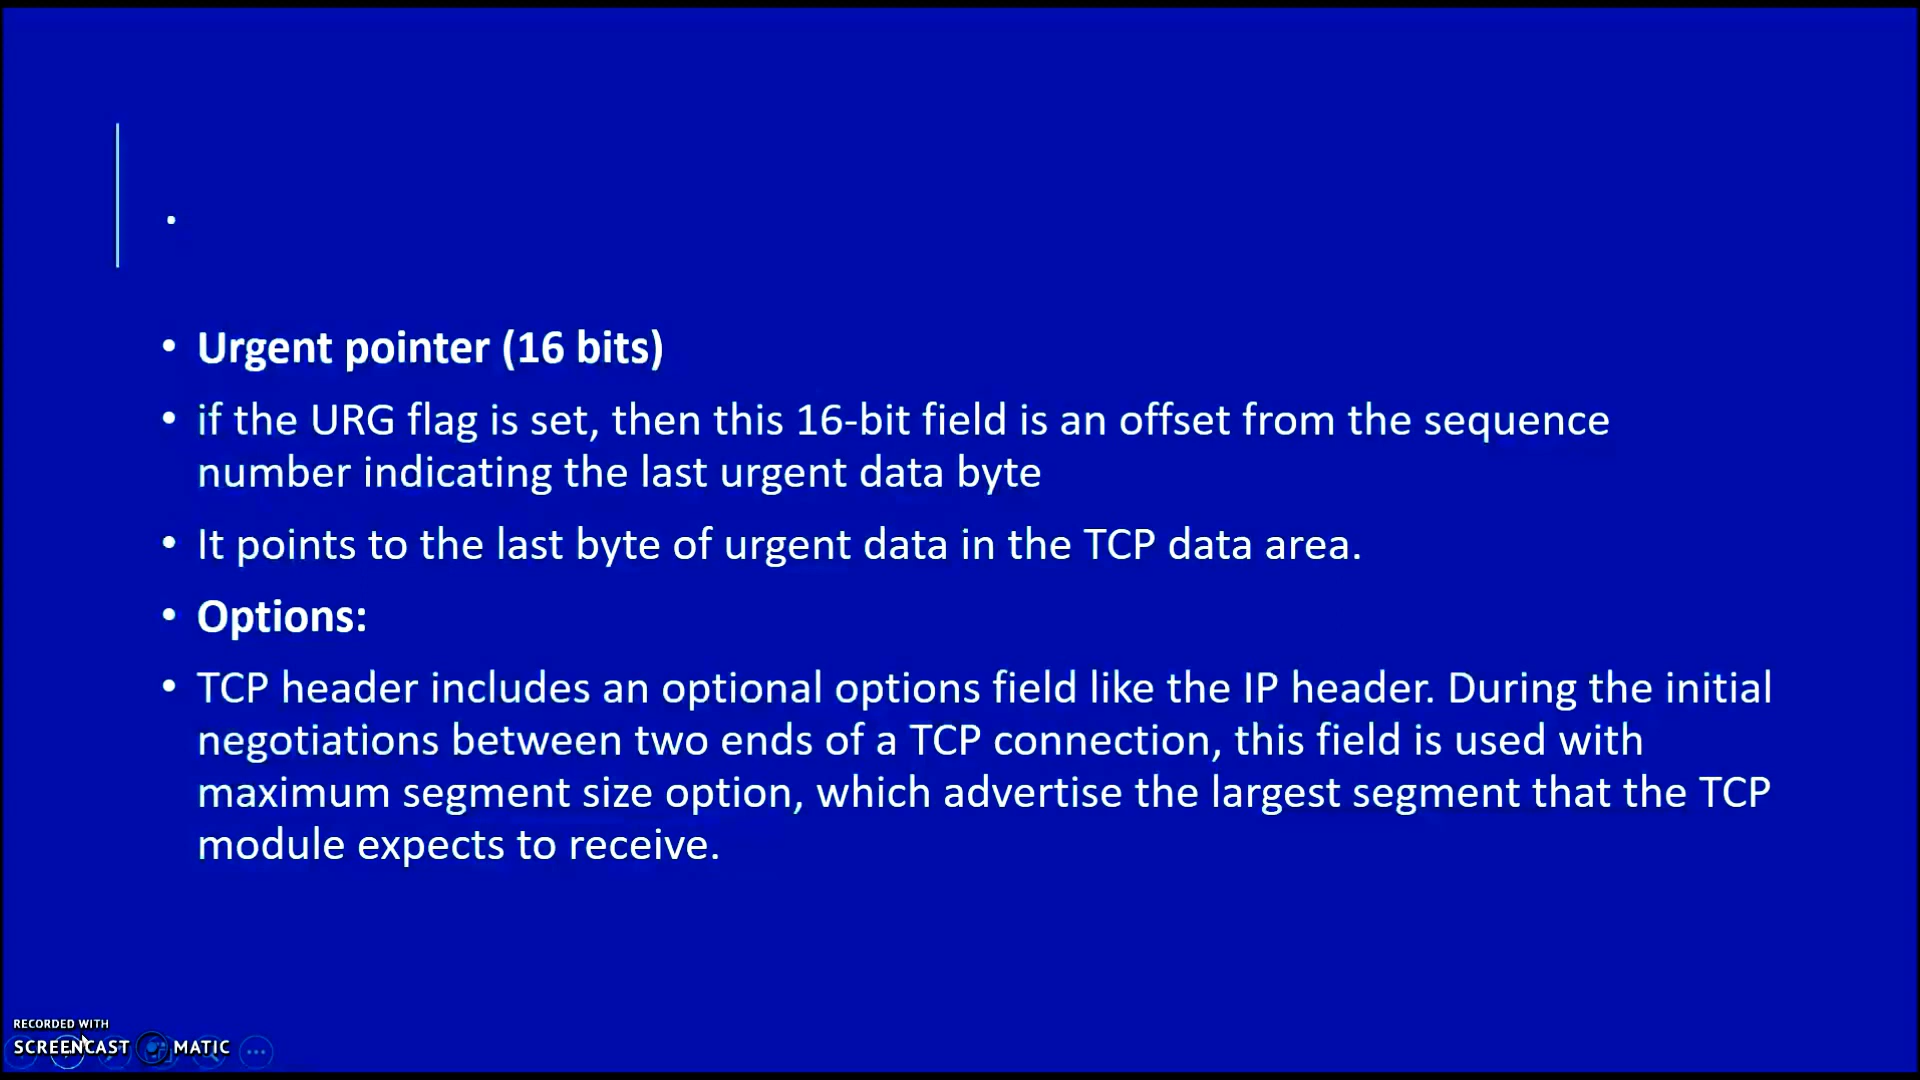 .
• Urgent pointer (16 bits)
• if the URG flag is set, then this 16-bit field is an offset from the sequence
number indicating the last urgent data byte
• It points to the last byte of urgent data in the TCP data area.
• Options:
• TCP header includes an optional options field like the IP header. During the initial
negotiations between two ends of a TCP connection, this field is used with
maximum segment size option, which advertise the largest segment that the TCP
module expects to receive.
RECORDED WITH
SCREENCAST MATIC